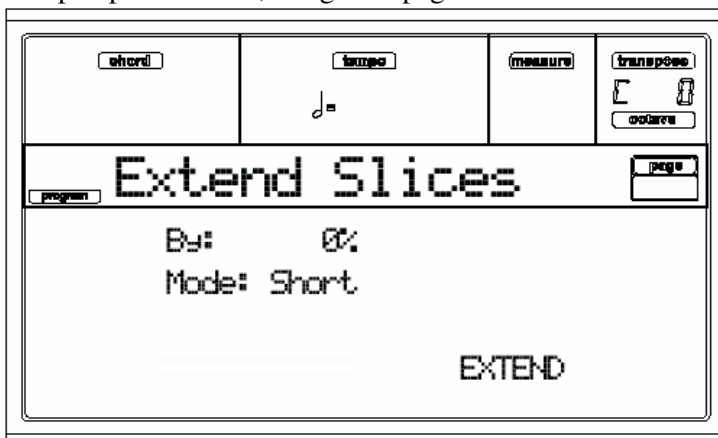 chord
tempo
measure
transpose
♩=
C 0
octave
program
Extend Slices
page
By: 0%
Mode: Short
EXTEND